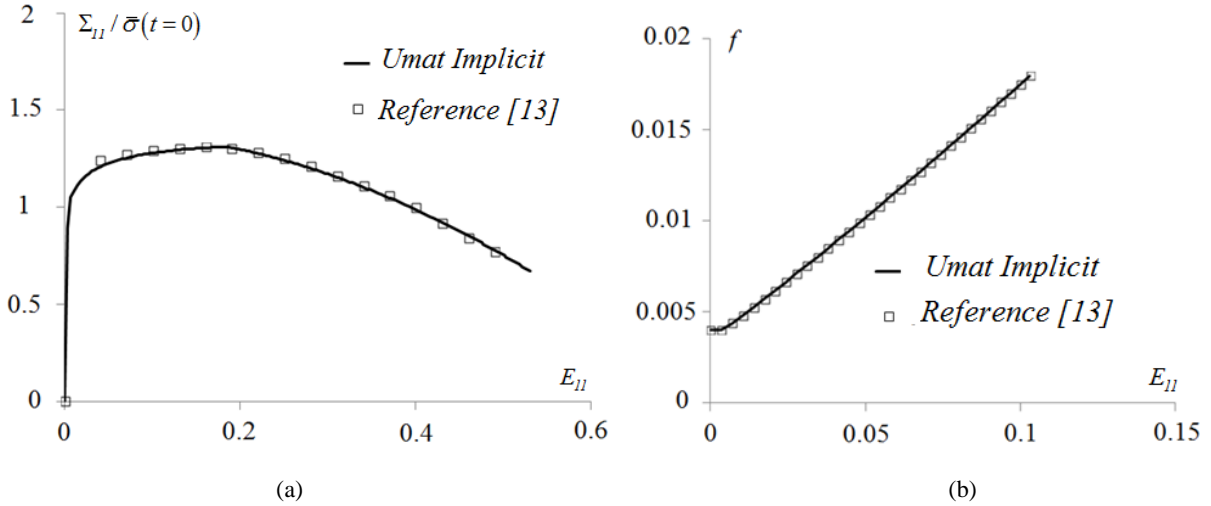 2
Σ₁₁ / σ̄(t = 0)
Umat Implicit
Reference [13]
1.5
1
0.5
0
E₁₁
0
0.2
0.4
0.6
(a)
0.02
f
0.015
0.01
Umat Implicit
0.005
Reference [13]
E₁₁
0
0
0.05
0.1
0.15
(b)